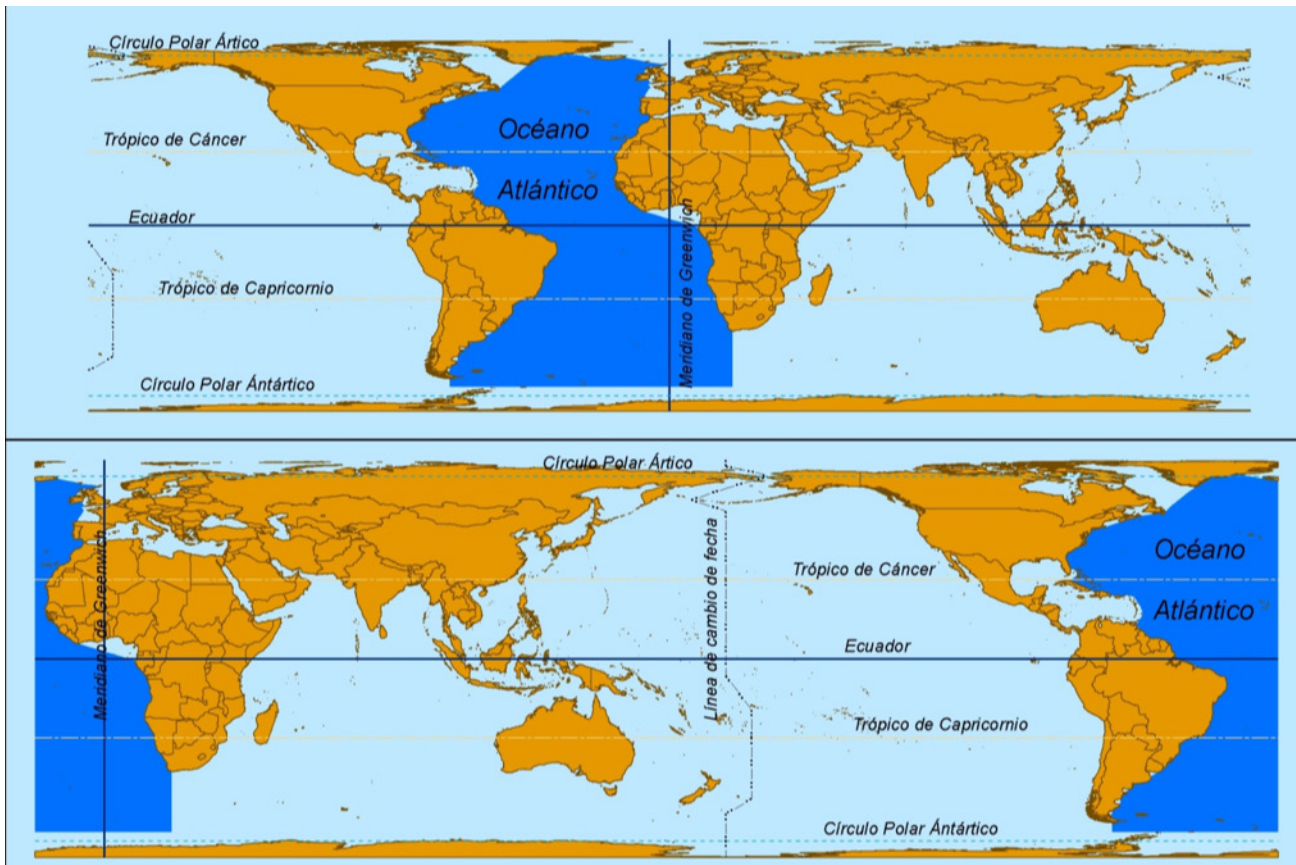 Círculo Polar Ártico
Océano
Trópico de Cáncer
Atlántico
Ecuador
Meridiano de Greenwich
Trópico de Capricornio
Círculo Polar Ántártico
Círculo Polar Ártico
Meridiano de Greenwich
Línea de cambio de fecha
Océano
Trópico de Cáncer
Atlántico
Ecuador
Trópico de Capricornio
Círculo Polar Ántártico